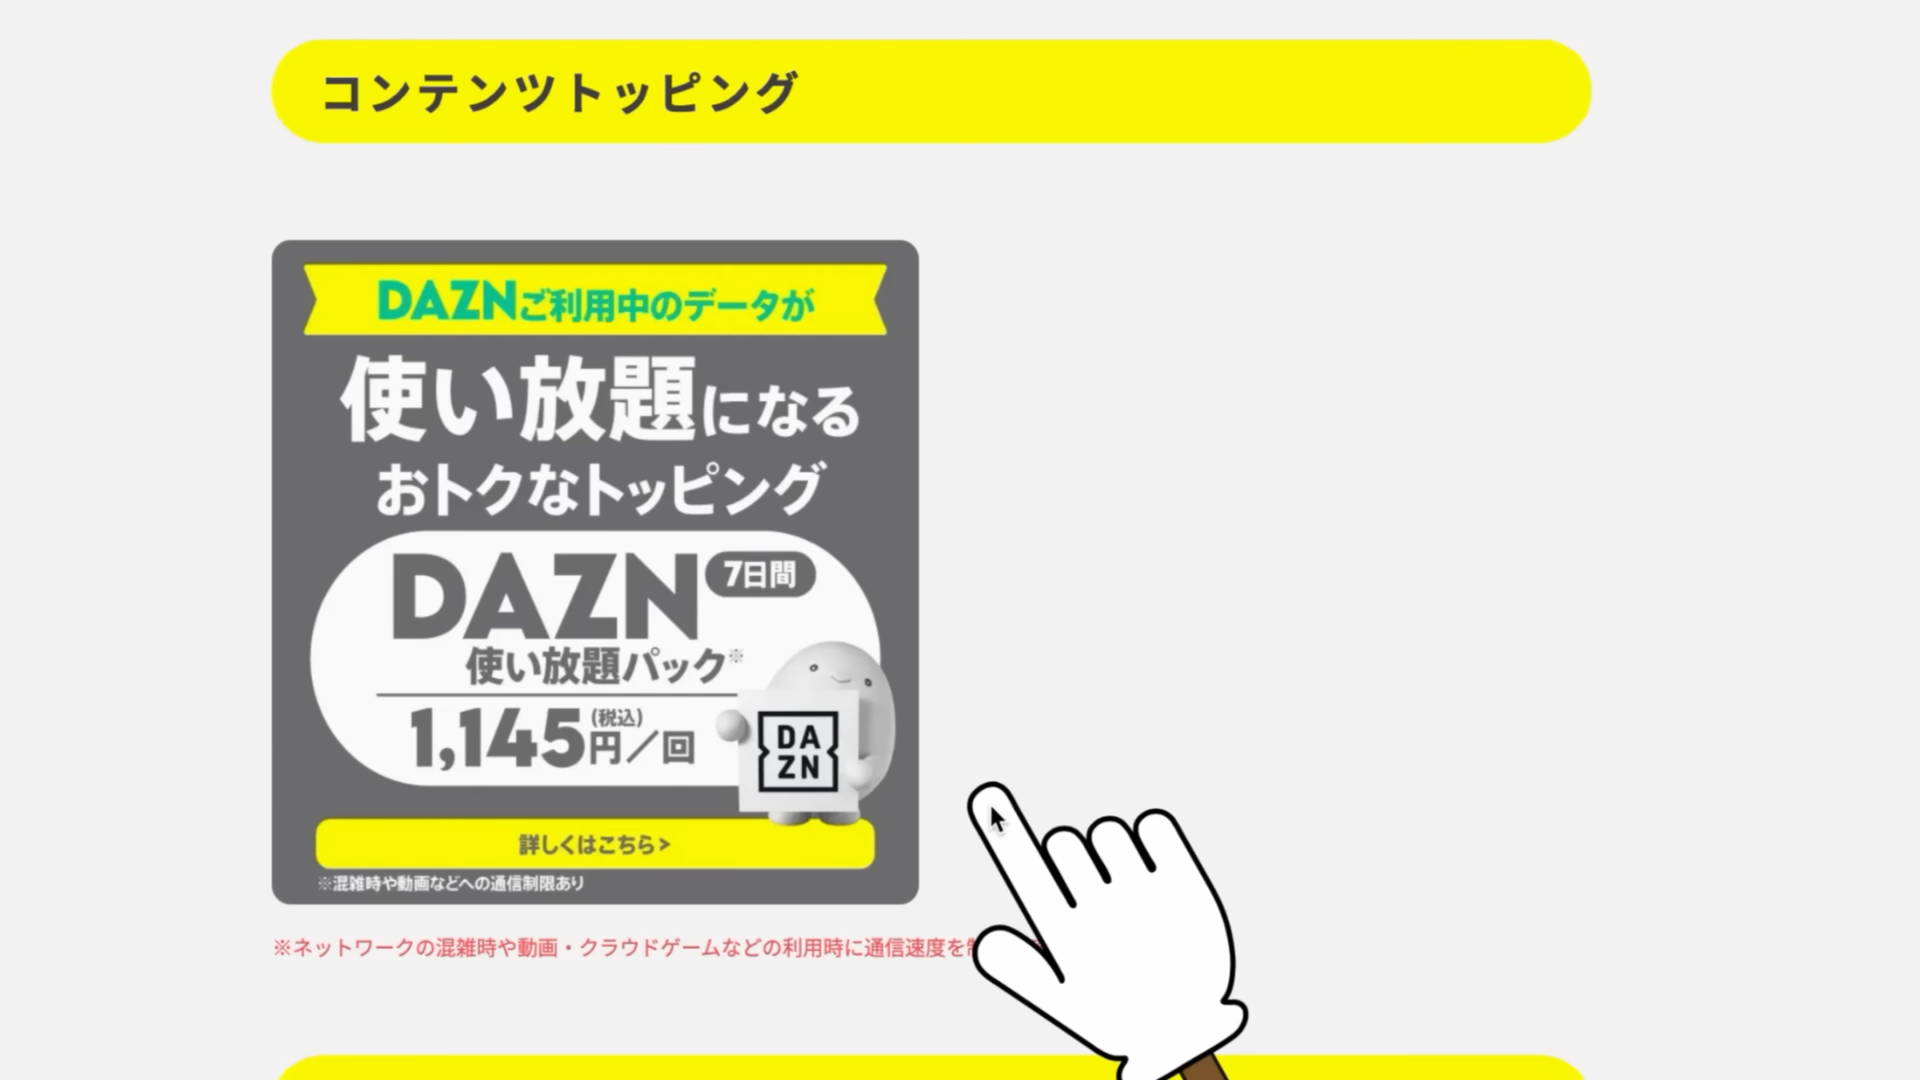 コンテンツトッピング
DAZNご利用中のデータが
使い放題になる
おトクなトッピング
DAZN 7日間
使い放題パック※
1,145円/回(税込)
DA
ZN
詳しくはこちら>
※混雑時や動画などへの通信制限あり
※ネットワークの混雑時や動画・クラウドゲームなどの利用時に通信速度を